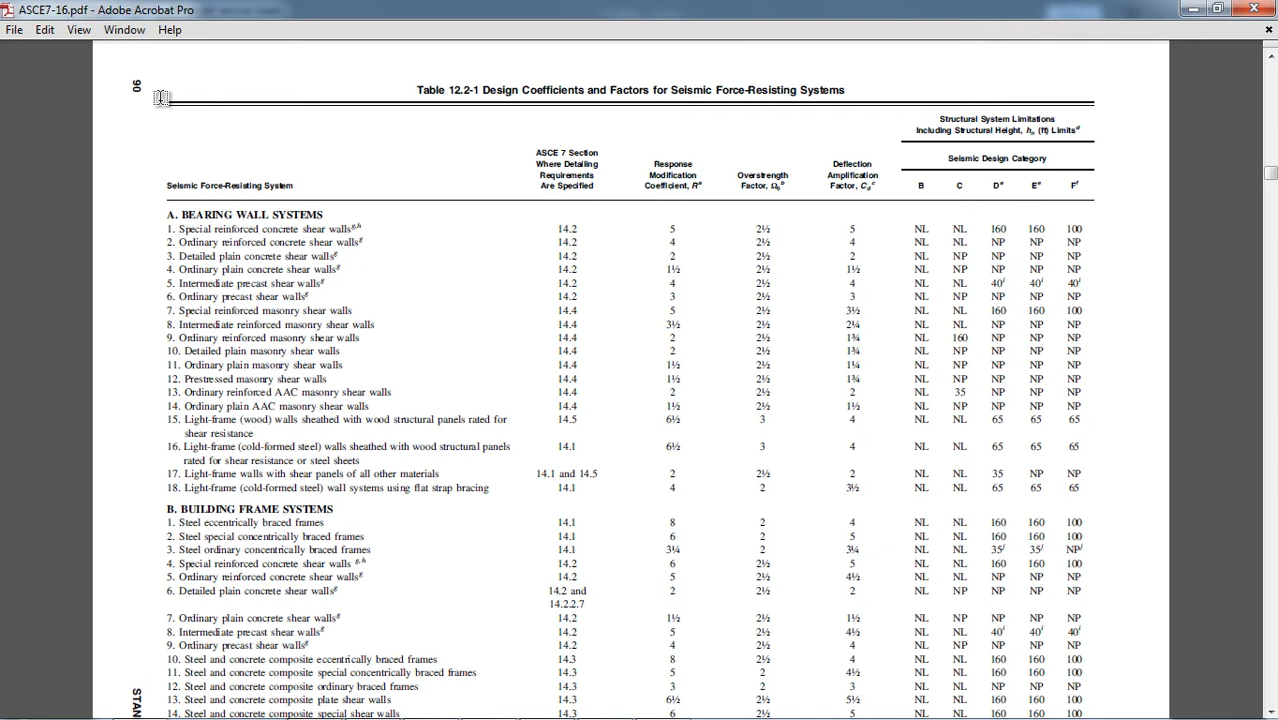 ASCE7-16.pdf - Adobe Acrobat Pro
File Edit View Window Help
90
Table 12.2-1 Design Coefficients and Factors for Seismic Force-Resisting Systems
Structural System Limitations
Including Structural Height, hn (ft) Limits^d
ASCE 7 Section
Where Detailing
Requirements
Are Specified
Response
Modification
Coefficient, R^a
Overstrength
Factor, Ω0^b
Deflection
Amplification
Factor, Cd^c
Seismic Design Category
Seismic Force-Resisting System
B C D^e E^e F^f
A. BEARING WALL SYSTEMS
1. Special reinforced concrete shear walls^g,h 14.2 5 2½ 5 NL NL 160 160 100
2. Ordinary reinforced concrete shear walls^g 14.2 4 2½ 4 NL NL NP NP NP
3. Detailed plain concrete shear walls^g 14.2 2 2½ 2 NL NP NP NP NP
4. Ordinary plain concrete shear walls^g 14.2 1½ 2½ 1½ NL NP NP NP NP
5. Intermediate precast shear walls^g 14.2 4 2½ 4 NL NL 40^i 40^i 40^i
6. Ordinary precast shear walls^g 14.2 3 2½ 3 NL NP NP NP NP
7. Special reinforced masonry shear walls 14.4 5 2½ 3½ NL NL 160 160 100
8. Intermediate reinforced masonry shear walls 14.4 3½ 2½ 2¼ NL NL NP NP NP
9. Ordinary reinforced masonry shear walls 14.4 2 2½ 1¾ NL 160 NP NP NP
10. Detailed plain masonry shear walls 14.4 2 2½ 1¾ NL NP NP NP NP
11. Ordinary plain masonry shear walls 14.4 1½ 2½ 1¼ NL NP NP NP NP
12. Prestressed masonry shear walls 14.4 1½ 2½ 1¾ NL NP NP NP NP
13. Ordinary reinforced AAC masonry shear walls 14.4 2 2½ 2 NL 35 NP NP NP
14. Ordinary plain AAC masonry shear walls 14.4 1½ 2½ 1½ NL NP NP NP NP
15. Light-frame (wood) walls sheathed with wood structural panels rated for 14.5 6½ 3 4 NL NL 65 65 65
shear resistance
16. Light-frame (cold-formed steel) walls sheathed with wood structural panels 14.1 6½ 3 4 NL NL 65 65 65
rated for shear resistance or steel sheets
17. Light-frame walls with shear panels of all other materials 14.1 and 14.5 2 2½ 2 NL NL 35 NP NP
18. Light-frame (cold-formed steel) wall systems using flat strap bracing 14.1 4 2 3½ NL NL 65 65 65
B. BUILDING FRAME SYSTEMS
1. Steel eccentrically braced frames 14.1 8 2 4 NL NL 160 160 100
2. Steel special concentrically braced frames 14.1 6 2 5 NL NL 160 160 100
3. Steel ordinary concentrically braced frames 14.1 3¼ 2 3¼ NL NL 35^j 35^j NP^j
4. Special reinforced concrete shear walls ^g,h 14.2 6 2½ 5 NL NL 160 160 100
5. Ordinary reinforced concrete shear walls^g 14.2 5 2½ 4½ NL NL NP NP NP
6. Detailed plain concrete shear walls^g 14.2 and 2 2½ 2 NL NP NP NP NP
14.2.2.7
7. Ordinary plain concrete shear walls^g 14.2 1½ 2½ 1½ NL NP NP NP NP
8. Intermediate precast shear walls^g 14.2 5 2½ 4½ NL NL 40^i 40^i 40^i
9. Ordinary precast shear walls^g 14.2 4 2½ 4 NL NP NP NP NP
10. Steel and concrete composite eccentrically braced frames 14.3 8 2½ 4 NL NL 160 160 100
11. Steel and concrete composite special concentrically braced frames 14.3 5 2 4½ NL NL 160 160 100
12. Steel and concrete composite ordinary braced frames 14.3 3 2 3 NL NL NP NP NP
13. Steel and concrete composite plate shear walls 14.3 6½ 2½ 5½ NL NL 160 160 100
14. Steel and concrete composite special shear walls 14.3 6 2½ 5 NL NL 160 160 100
STAN